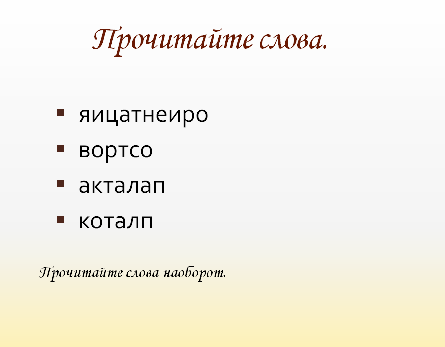 Прочитайте слова.
яицатнеиро
вортсо
акталап
коталп
Прочитайте слова наоборот.